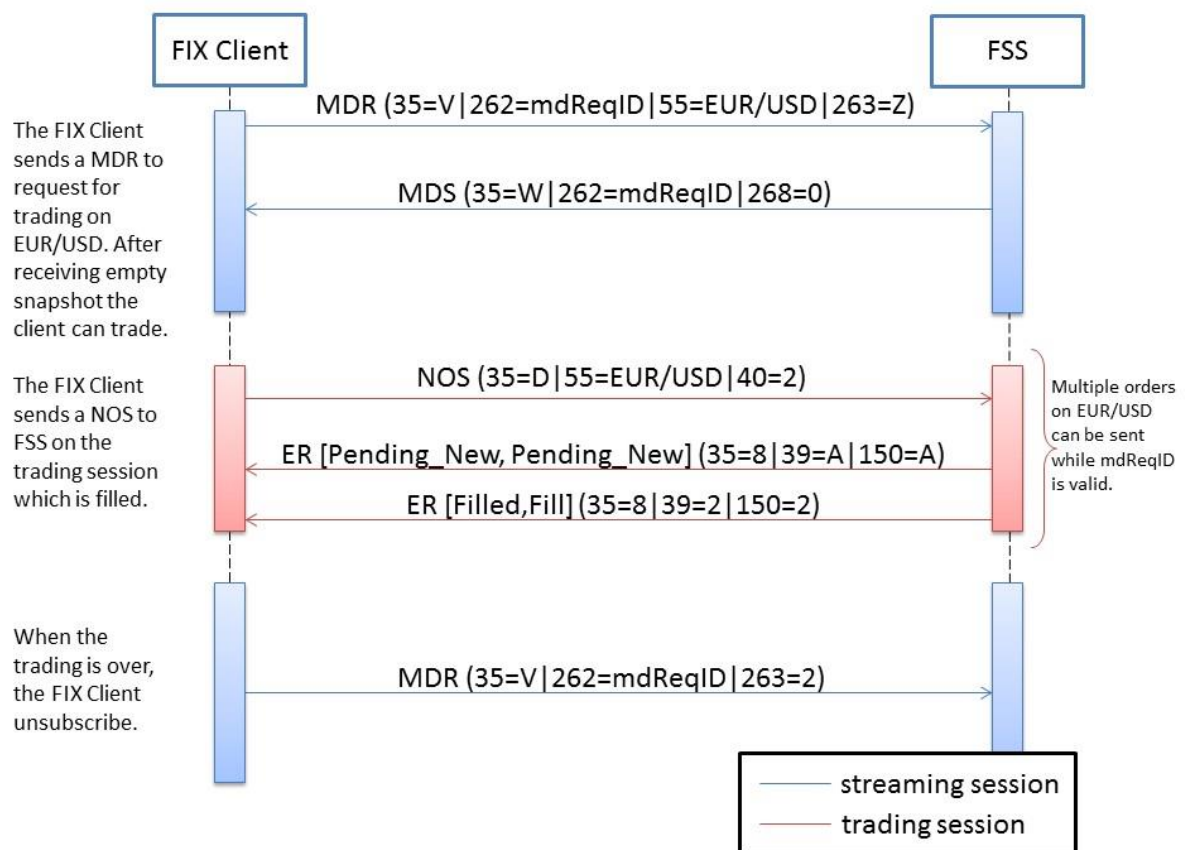 FIX Client
FSS
MDR (35=V|262=mdReqID|55=EUR/USD|263=Z)
The FIX Client
sends a MDR to
request for
trading on
EUR/USD. After
receiving empty
snapshot the
client can trade.
MDS (35=W|262=mdReqID|268=0)
NOS (35=D|55=EUR/USD|40=2)
The FIX Client
sends a NOS to
FSS on the
trading session
which is filled.
Multiple orders
on EUR/USD
can be sent
while mdReqID
is valid.
ER [Pending_New, Pending_New] (35=8|39=A|150=A)
ER [Filled,Fill] (35=8|39=2|150=2)
When the
trading is over,
the FIX Client
unsubscribe.
MDR (35=V|262=mdReqID|263=2)
streaming session
trading session